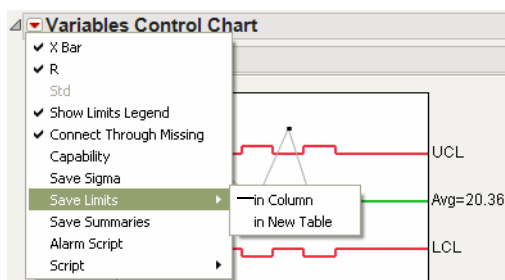 Variables Control Chart
X Bar
R
Std
Show Limits Legend
Connect Through Missing
Capability
Save Sigma
Save Limits
in Column
in New Table
Save Summaries
Alarm Script
Script
UCL
Avg=20.36
LCL